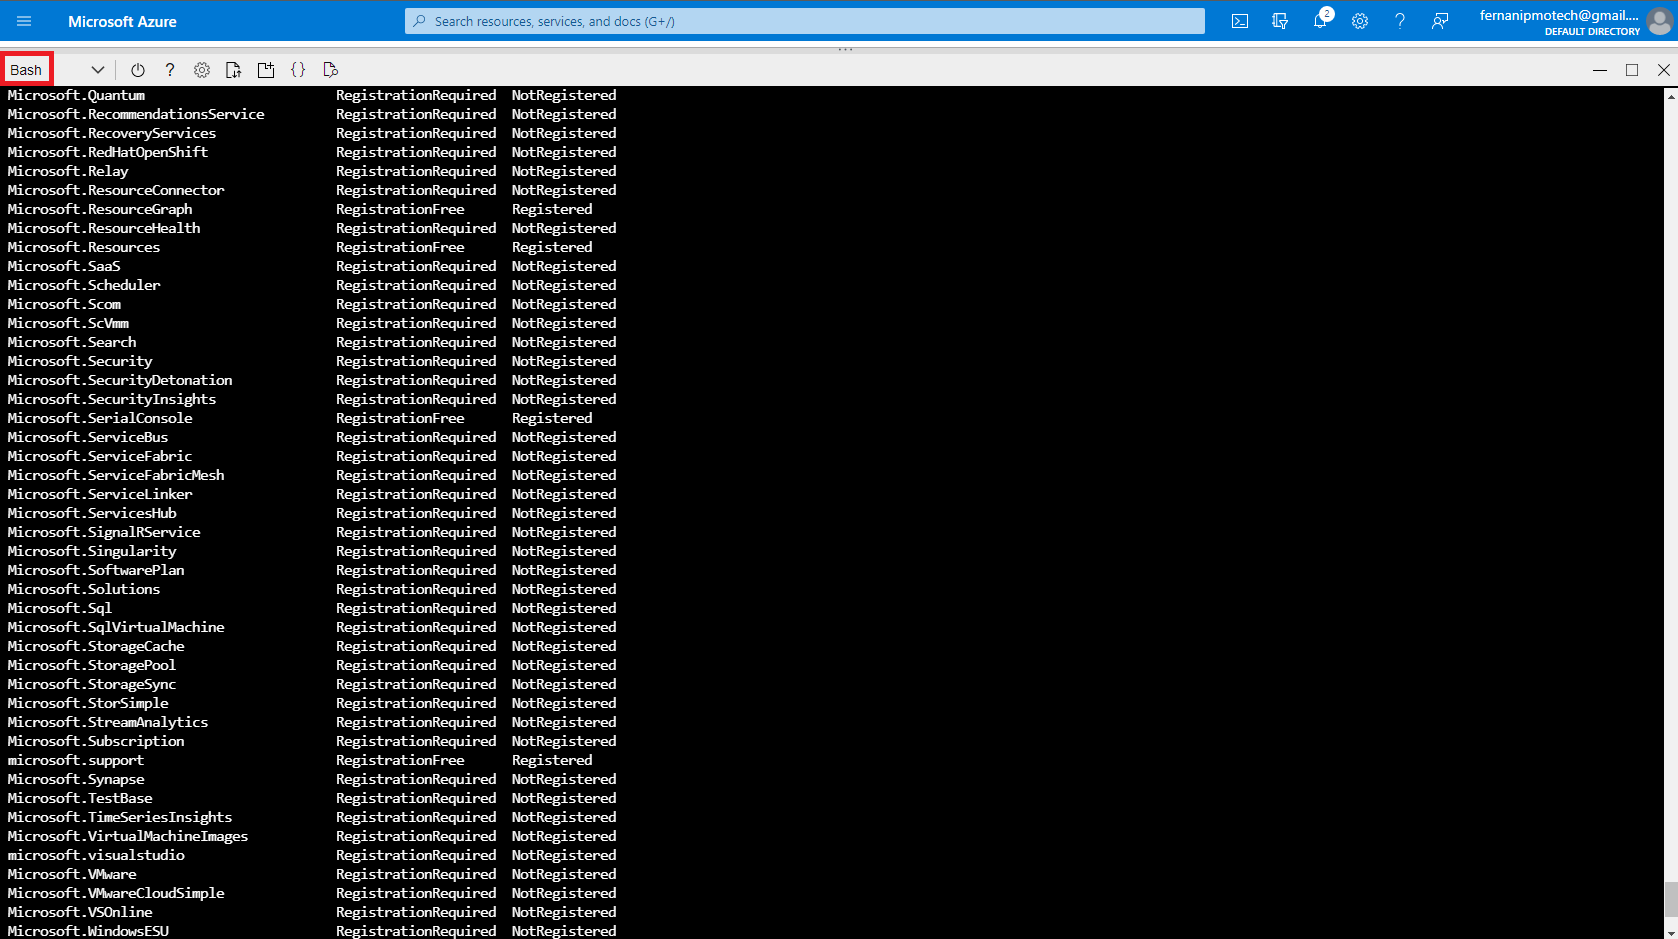 Microsoft Azure
Search resources, services, and docs (G+/)
2
fernanipmotech@gmail....
DEFAULT DIRECTORY
Bash
Microsoft.Quantum RegistrationRequired NotRegistered
Microsoft.RecommendationsService RegistrationRequired NotRegistered
Microsoft.RecoveryServices RegistrationRequired NotRegistered
Microsoft.RedHatOpenShift RegistrationRequired NotRegistered
Microsoft.Relay RegistrationRequired NotRegistered
Microsoft.ResourceConnector RegistrationRequired NotRegistered
Microsoft.ResourceGraph RegistrationFree Registered
Microsoft.ResourceHealth RegistrationRequired NotRegistered
Microsoft.Resources RegistrationFree Registered
Microsoft.SaaS RegistrationRequired NotRegistered
Microsoft.Scheduler RegistrationRequired NotRegistered
Microsoft.Scom RegistrationRequired NotRegistered
Microsoft.ScVmm RegistrationRequired NotRegistered
Microsoft.Search RegistrationRequired NotRegistered
Microsoft.Security RegistrationRequired NotRegistered
Microsoft.SecurityDetonation RegistrationRequired NotRegistered
Microsoft.SecurityInsights RegistrationRequired NotRegistered
Microsoft.SerialConsole RegistrationFree Registered
Microsoft.ServiceBus RegistrationRequired NotRegistered
Microsoft.ServiceFabric RegistrationRequired NotRegistered
Microsoft.ServiceFabricMesh RegistrationRequired NotRegistered
Microsoft.ServiceLinker RegistrationRequired NotRegistered
Microsoft.ServicesHub RegistrationRequired NotRegistered
Microsoft.SignalRService RegistrationRequired NotRegistered
Microsoft.Singularity RegistrationRequired NotRegistered
Microsoft.SoftwarePlan RegistrationRequired NotRegistered
Microsoft.Solutions RegistrationRequired NotRegistered
Microsoft.Sql RegistrationRequired NotRegistered
Microsoft.SqlVirtualMachine RegistrationRequired NotRegistered
Microsoft.StorageCache RegistrationRequired NotRegistered
Microsoft.StoragePool RegistrationRequired NotRegistered
Microsoft.StorageSync RegistrationRequired NotRegistered
Microsoft.StorSimple RegistrationRequired NotRegistered
Microsoft.StreamAnalytics RegistrationRequired NotRegistered
Microsoft.Subscription RegistrationRequired NotRegistered
microsoft.support RegistrationFree Registered
Microsoft.Synapse RegistrationRequired NotRegistered
Microsoft.TestBase RegistrationRequired NotRegistered
Microsoft.TimeSeriesInsights RegistrationRequired NotRegistered
Microsoft.VirtualMachineImages RegistrationRequired NotRegistered
microsoft.visualstudio RegistrationRequired NotRegistered
Microsoft.VMware RegistrationRequired NotRegistered
Microsoft.VMwareCloudSimple RegistrationRequired NotRegistered
Microsoft.VSOnline RegistrationRequired NotRegistered
Microsoft.WindowsESU RegistrationRequired NotRegistered